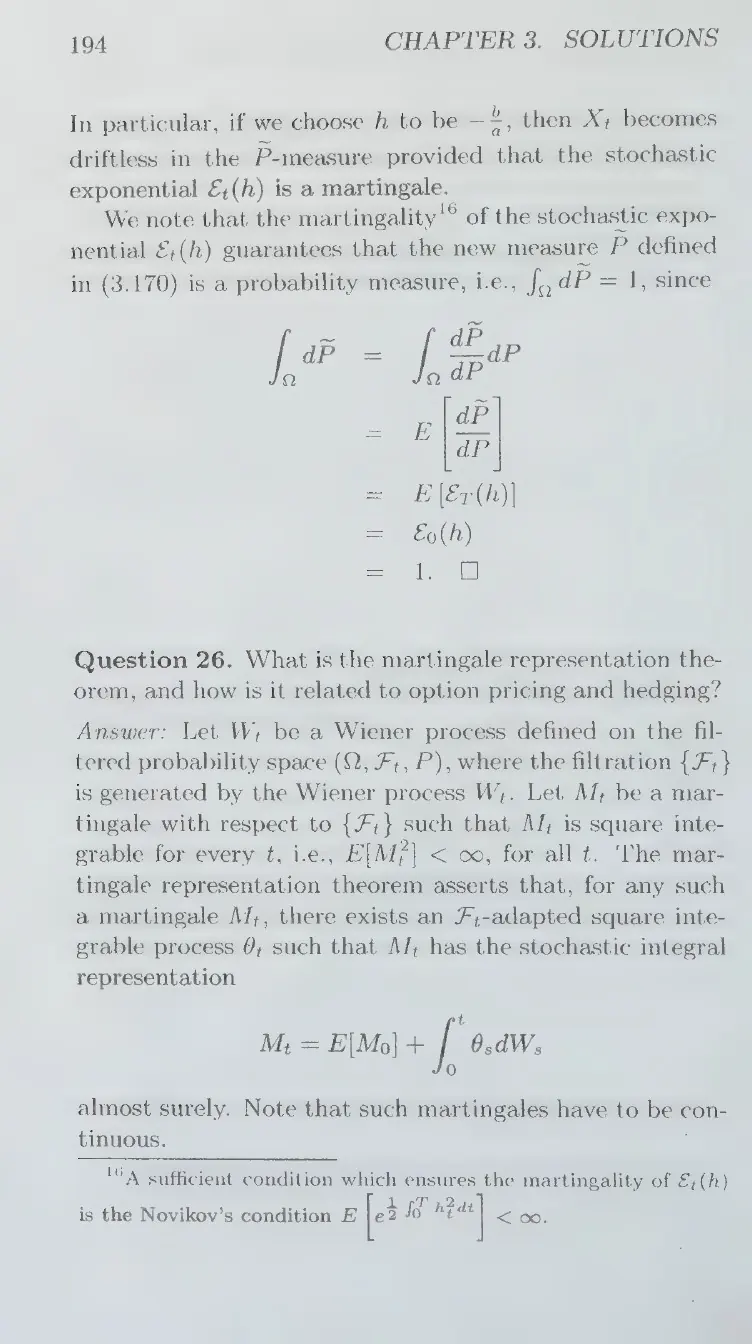 194 CHAPTER 3. SOLUTIONS
In particular, if we choose h to be −b/a, then X_t becomes
driftless in the P̃-measure provided that the stochastic
exponential ℰ_t(h) is a martingale.
We note that the martingality¹⁶ of the stochastic expo-
nential ℰ_t(h) guarantees that the new measure P̃ defined
in (3.170) is a probability measure, i.e., ∫_Ω dP̃ = 1, since
∫_Ω dP̃ = ∫_Ω (dP̃/dP) dP
= E [dP̃/dP]
= E [ℰ_T(h)]
= ℰ_0(h)
= 1. □
Question 26. What is the martingale representation the-
orem, and how is it related to option pricing and hedging?
Answer: Let W_t be a Wiener process defined on the fil-
tered probability space (Ω, ℱ_t, P), where the filtration {ℱ_t}
is generated by the Wiener process W_t. Let M_t be a mar-
tingale with respect to {ℱ_t} such that M_t is square inte-
grable for every t, i.e., E[M_t²] < ∞, for all t. The mar-
tingale representation theorem asserts that, for any such
a martingale M_t, there exists an ℱ_t-adapted square inte-
grable process θ_t such that M_t has the stochastic integral
representation
M_t = E[M_0] + ∫_0^t θ_s dW_s
almost surely. Note that such martingales have to be con-
tinuous.
¹⁶A sufficient condition which ensures the martingality of ℰ_t(h)
is the Novikov's condition E [e^{½ ∫_0^T h_t² dt}] < ∞.